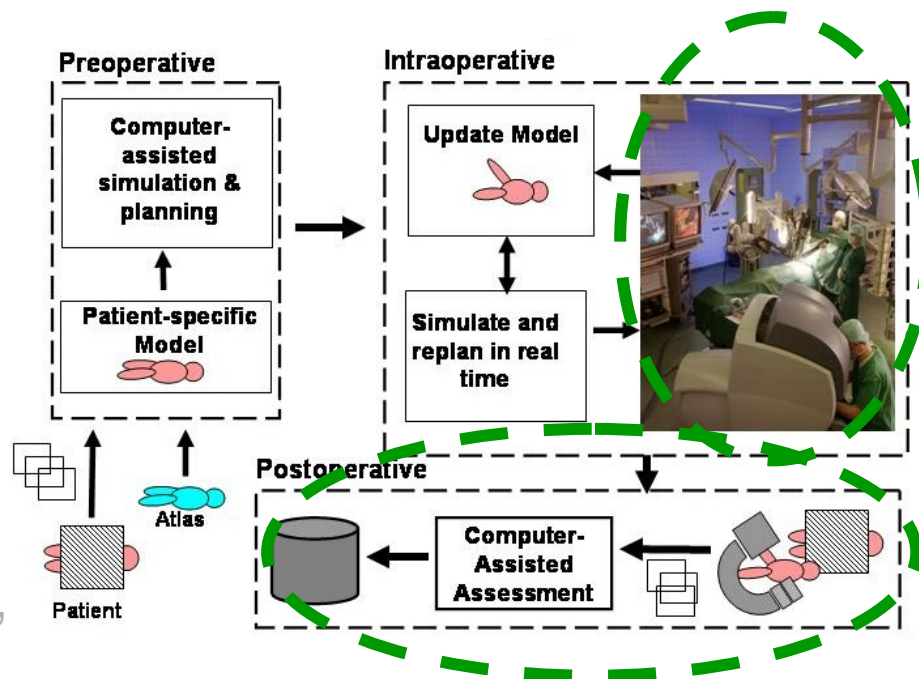 Preoperative
Computer-
assisted
simulation &
planning
Patient-specific
Model
Patient
Atlas
Intraoperative
Update Model
Simulate and
replan in real
time
Postoperative
Computer-
Assisted
Assessment